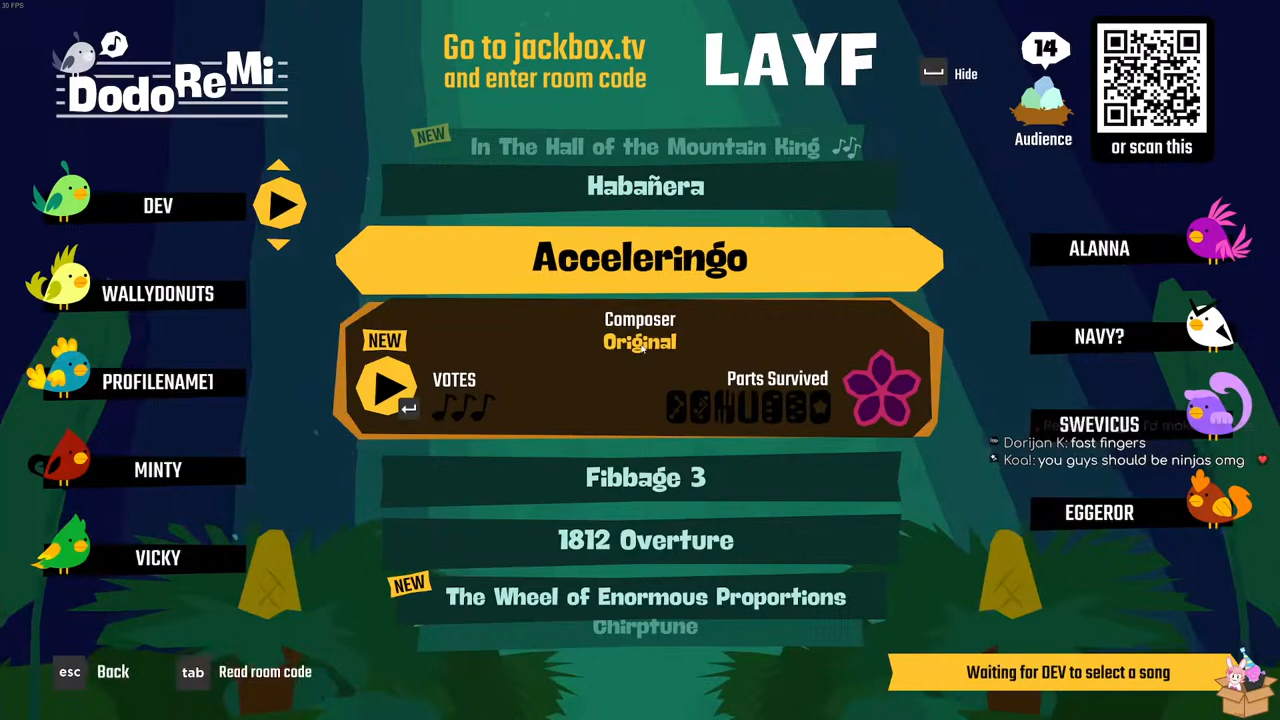 30 FPS
DodoReMi
Go to jackbox.tv
and enter room code
LAYF
Hide
14
Audience
or scan this
NEW
In The Hall of the Mountain King
Habañera
Acceleringo
Composer
Original
NEW
VOTES
Parts Survived
Fibbage 3
1812 Overture
NEW
The Wheel of Enormous Proportions
Chirptune
DEV
WALLYDONUTS
PROFILENAME1
MINTY
VICKY
ALANNA
NAVY?
SWEVICUS
Dorijan K: fast fingers
Koal: you guys should be ninjas omg
EGGEROR
esc Back
tab Read room code
Waiting for DEV to select a song